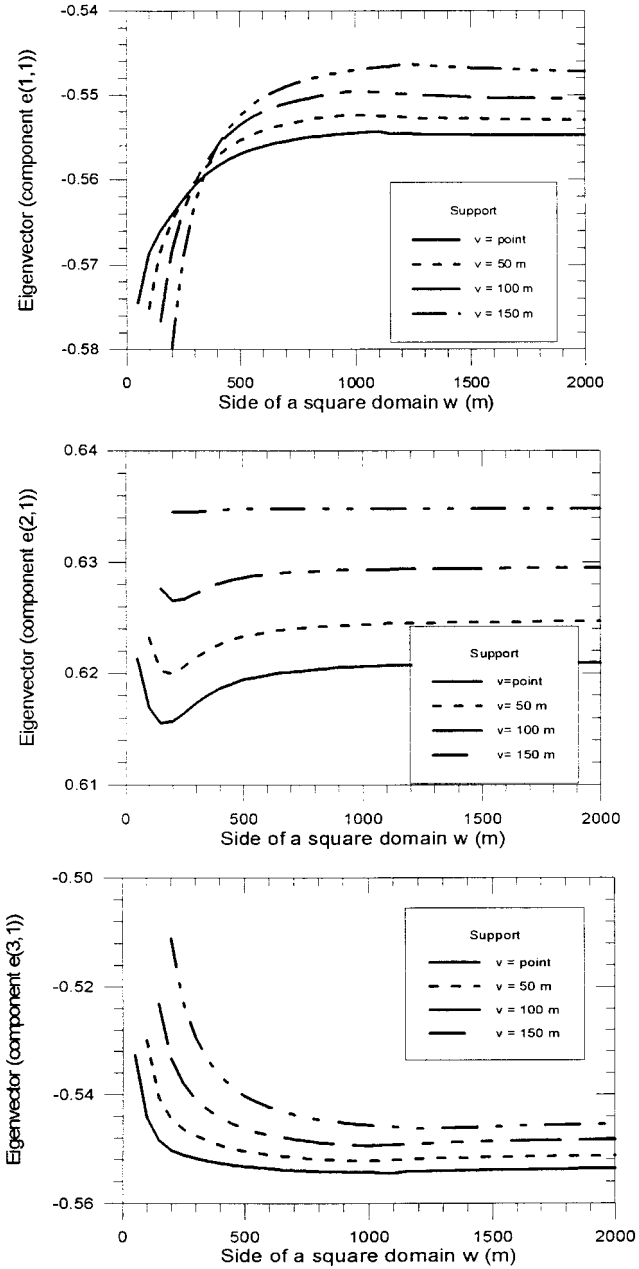 -0.54
-0.55
-0.56
-0.57
-0.58
Eigenvector (component e(1,1))
Support
v = point
v = 50 m
v = 100 m
v = 150 m
0 500 1000 1500 2000
Side of a square domain w (m)
0.64
0.63
0.62
0.61
Eigenvector (component e(2,1))
Support
v=point
v= 50 m
v= 100 m
v= 150 m
0 500 1000 1500 2000
Side of a square domain w (m)
-0.50
-0.52
-0.54
-0.56
Eigenvector (component e(3,1))
Support
v = point
v = 50 m
v = 100 m
v = 150 m
0 500 1000 1500 2000
Side of a square domain w (m)